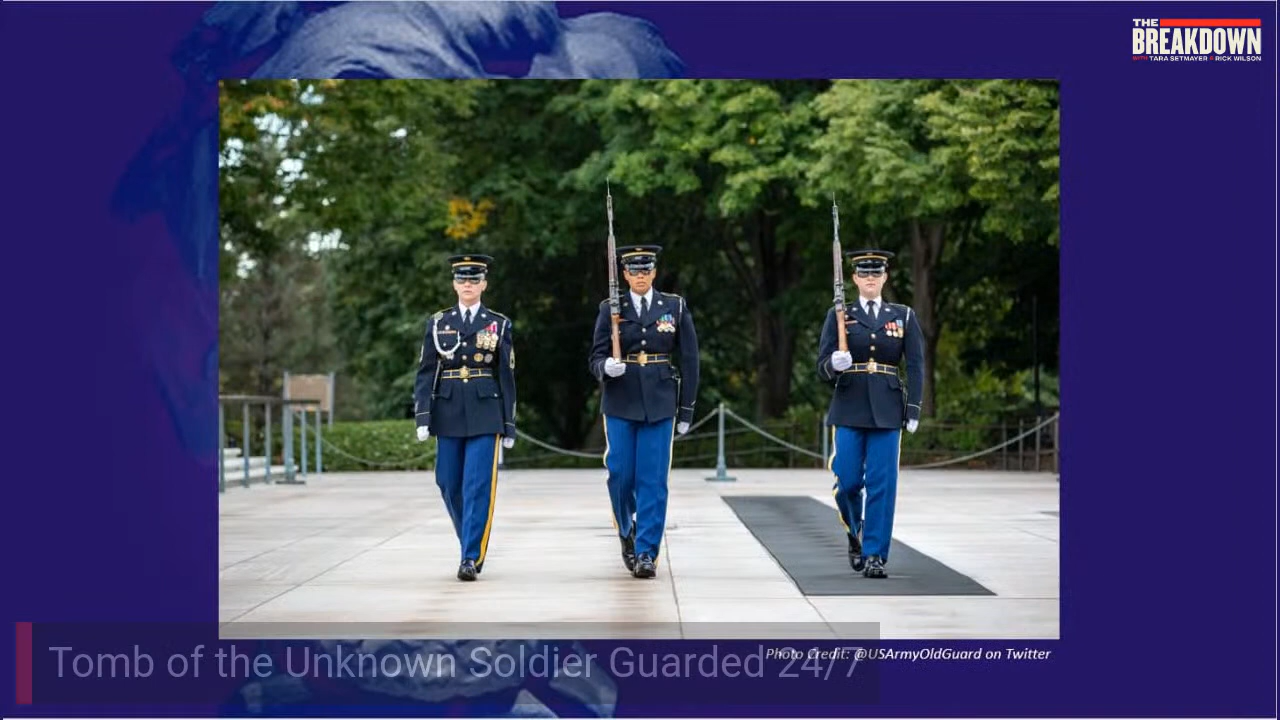 THE
BREAKDOWN
WITH TARA SETMAYER & RICK WILSON
Photo Credit: @USArmyOldGuard on Twitter
Tomb of the Unknown Soldier Guarded 24/7